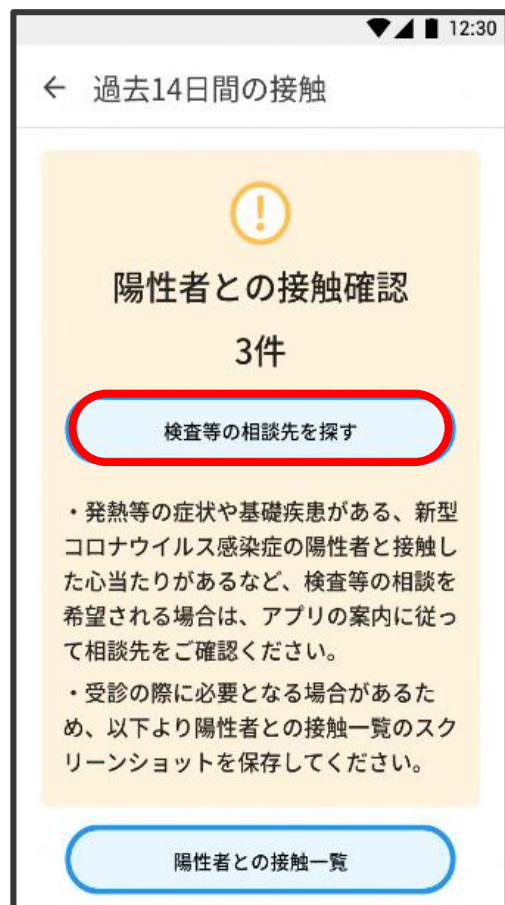 12:30
← 過去14日間の接触
陽性者との接触確認
3件
検査等の相談先を探す
・発熱等の症状や基礎疾患がある、新型
コロナウイルス感染症の陽性者と接触し
た心当たりがあるなど、検査等の相談を
希望される場合は、アプリの案内に従っ
て相談先をご確認ください。
・受診の際に必要となる場合があるた
め、以下より陽性者との接触一覧のスク
リーンショットを保存してください。
陽性者との接触一覧